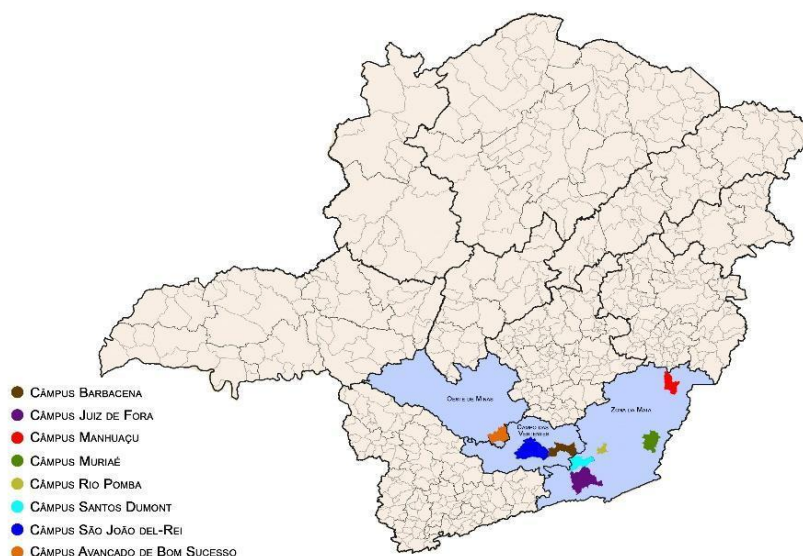 OESTE DE MINAS
CAMPO DAS
VERTENTES
ZONA DA MATA
CÂMPUS BARBACENA
CÂMPUS JUIZ DE FORA
CÂMPUS MANHUAÇU
CÂMPUS MURIAÉ
CÂMPUS RIO POMBA
CÂMPUS SANTOS DUMONT
CÂMPUS SÃO JOÃO DEL-REI
CÂMPUS AVANÇADO DE BOM SUCESSO